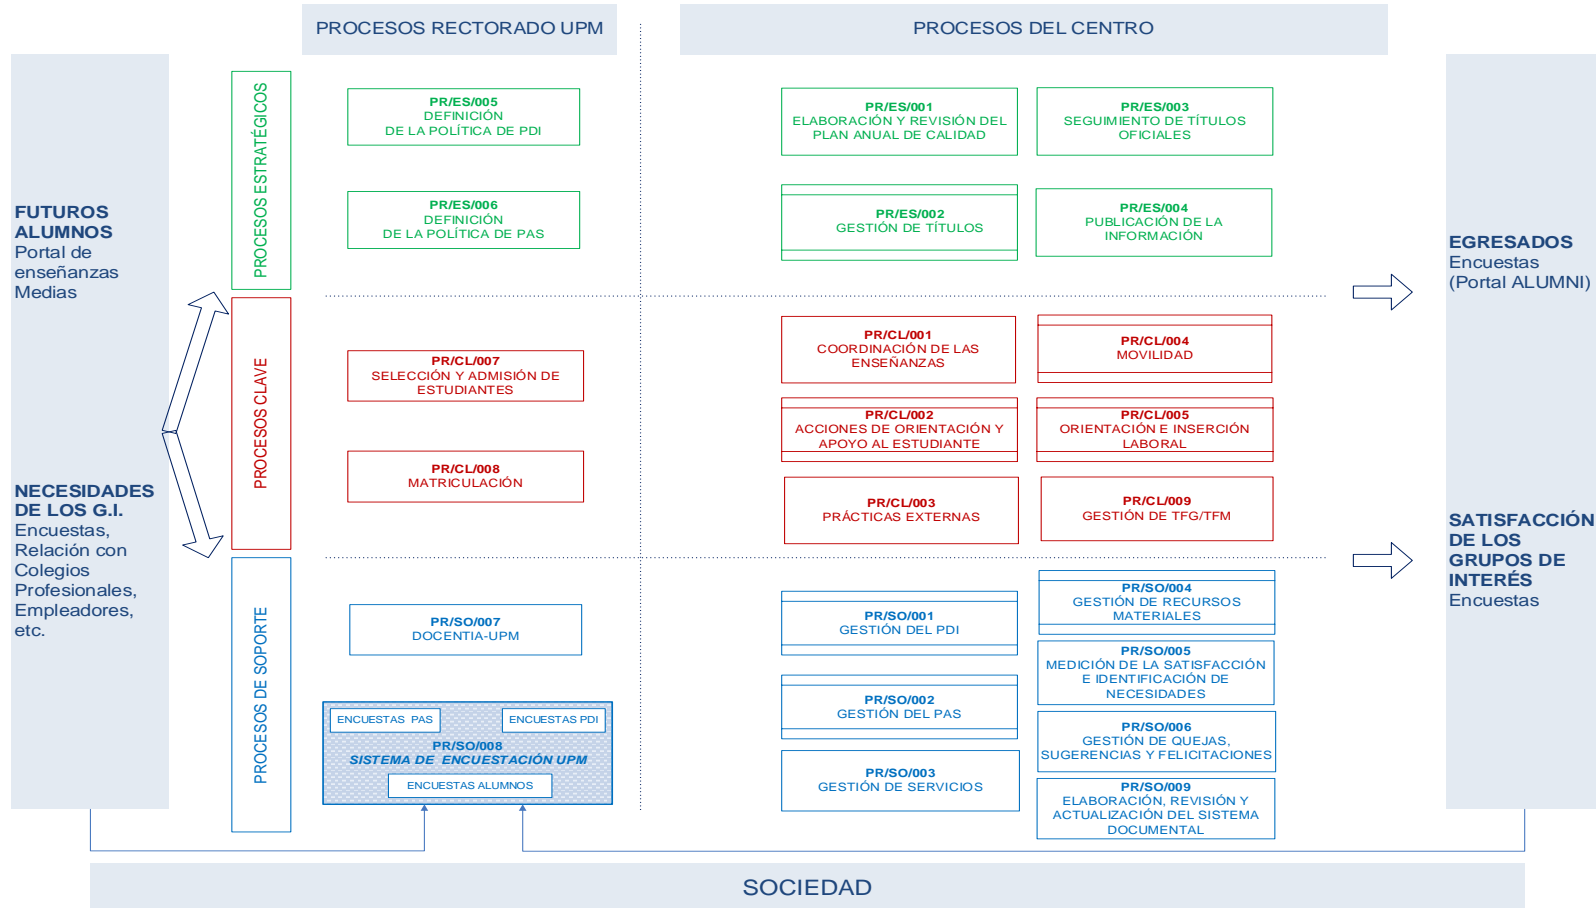 PROCESOS RECTORADO UPM
PROCESOS DEL CENTRO
FUTUROS
ALUMNOS
Portal de
enseñanzas
Medias
NECESIDADES
DE LOS G.I.
Encuestas,
Relación con
Colegios
Profesionales,
Empleadores,
etc.
PROCESOS ESTRATÉGICOS
PR/ES/005
DEFINICIÓN
DE LA POLÍTICA DE PDI
PR/ES/006
DEFINICIÓN
DE LA POLÍTICA DE PAS
PR/ES/001
ELABORACIÓN Y REVISIÓN DEL
PLAN ANUAL DE CALIDAD
PR/ES/003
SEGUIMIENTO DE TÍTULOS
OFICIALES
PR/ES/002
GESTIÓN DE TÍTULOS
PR/ES/004
PUBLICACIÓN DE LA
INFORMACIÓN
PROCESOS CLAVE
PR/CL/007
SELECCIÓN Y ADMISIÓN DE
ESTUDIANTES
PR/CL/008
MATRICULACIÓN
PR/CL/001
COORDINACIÓN DE LAS
ENSEÑANZAS
PR/CL/004
MOVILIDAD
PR/CL/002
ACCIONES DE ORIENTACIÓN Y
APOYO AL ESTUDIANTE
PR/CL/005
ORIENTACIÓN E INSERCIÓN
LABORAL
PR/CL/003
PRÁCTICAS EXTERNAS
PR/CL/009
GESTIÓN DE TFG/TFM
PROCESOS DE SOPORTE
PR/SO/007
DOCENTIA-UPM
ENCUESTAS PAS
ENCUESTAS PDI
PR/SO/008
SISTEMA DE ENCUESTACIÓN UPM
ENCUESTAS ALUMNOS
PR/SO/001
GESTIÓN DEL PDI
PR/SO/004
GESTIÓN DE RECURSOS
MATERIALES
PR/SO/005
MEDICIÓN DE LA SATISFACCIÓN
E IDENTIFICACIÓN DE
NECESIDADES
PR/SO/002
GESTIÓN DEL PAS
PR/SO/006
GESTIÓN DE QUEJAS,
SUGERENCIAS Y FELICITACIONES
PR/SO/003
GESTIÓN DE SERVICIOS
PR/SO/009
ELABORACIÓN, REVISIÓN Y
ACTUALIZACIÓN DEL SISTEMA
DOCUMENTAL
EGRESADOS
Encuestas
(Portal ALUMNI)
SATISFACCIÓN
DE LOS
GRUPOS DE
INTERÉS
Encuestas
SOCIEDAD